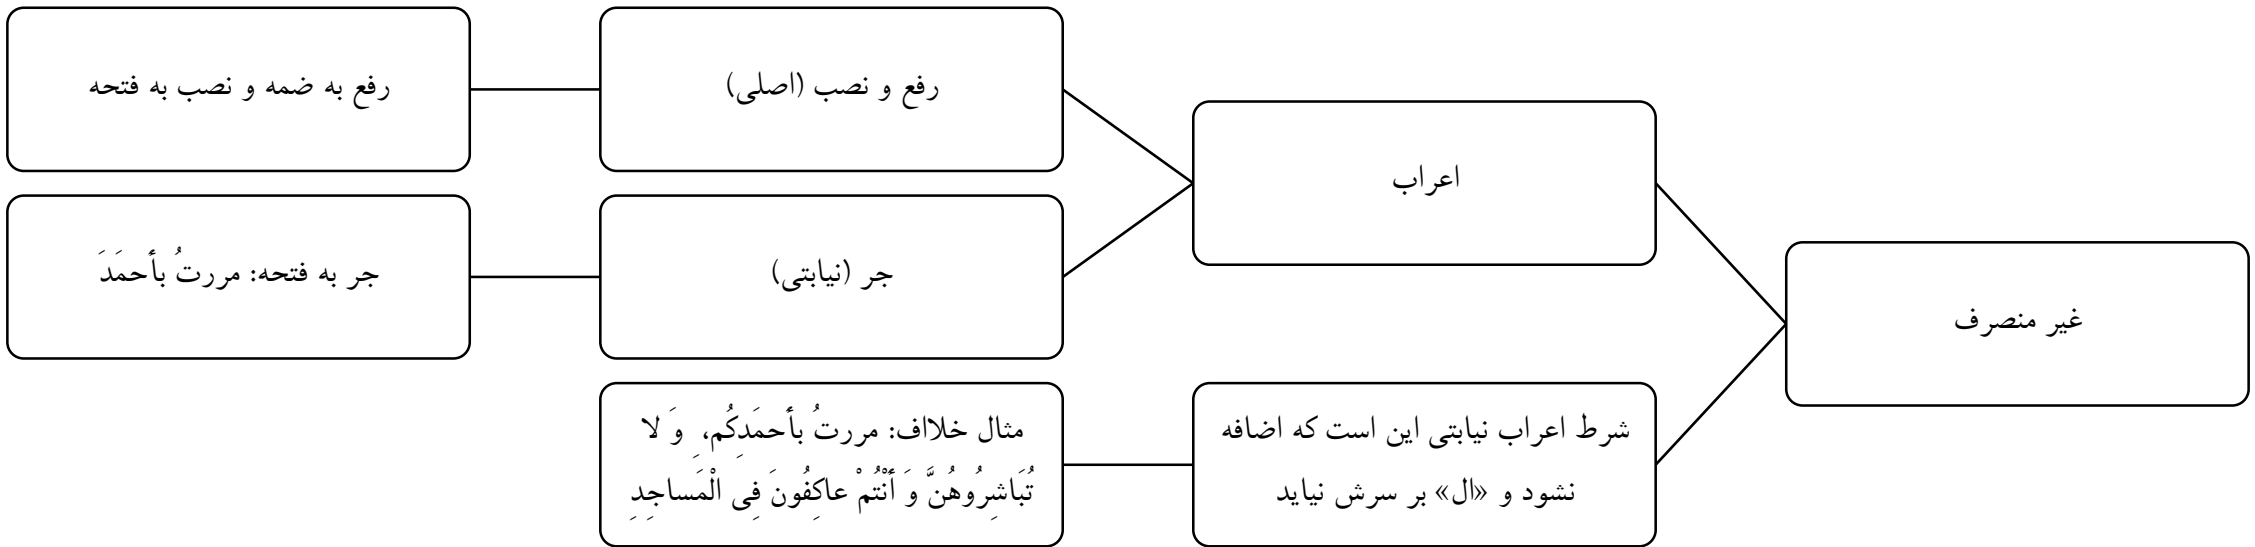 غیر منصرف
اعراب
رفع و نصب (اصلی)
رفع به ضمه و نصب به فتحه
جر (نیابتی)
جر به فتحه: مررتُ بأحمَدَ
شرط اعراب نیابتی این است که اضافه
نشود و «ال» بر سرش نیاید
مثال خلااف: مررتُ بأحمَدِکُم، وَ لا
تُبَاشِرُوهُنَّ وَ أَنْتُمْ عاکِفُونَ فِی الْمَساجِدِ